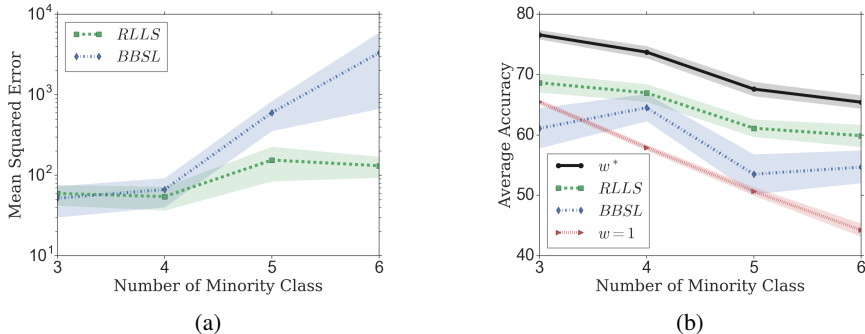 10^4
10^3
10^2
10^1
Mean Squared Error
RLLS
BBSL
3 4 5 6
Number of Minority Class
(a)
80
70
60
50
40
Average Accuracy
w*
RLLS
BBSL
w = 1
3 4 5 6
Number of Minority Class
(b)